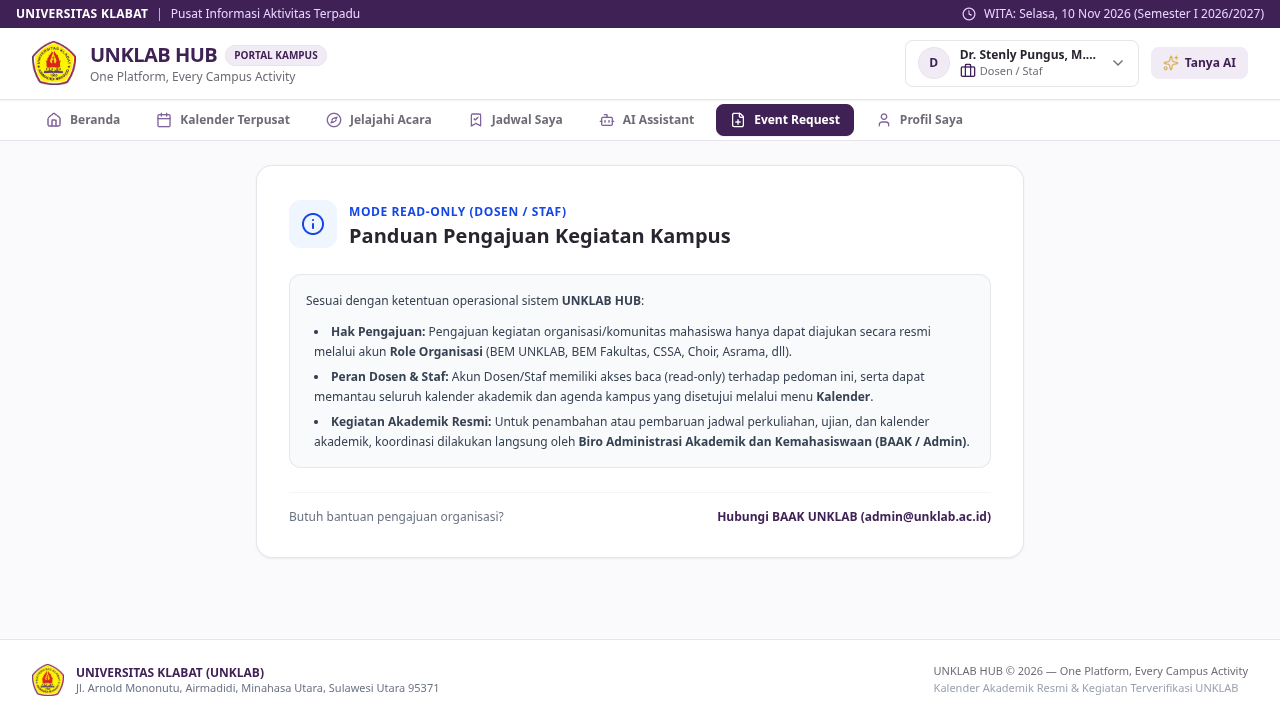 UNIVERSITAS KLABAT | Pusat Informasi Aktivitas Terpadu
WITA: Selasa, 10 Nov 2026 (Semester I 2026/2027)
UNKLAB HUB
PORTAL KAMPUS
One Platform, Every Campus Activity
D
Dr. Stenly Pungus, M....
Dosen / Staf
Tanya AI
Beranda
Kalender Terpusat
Jelajahi Acara
Jadwal Saya
AI Assistant
Event Request
Profil Saya
MODE READ-ONLY (DOSEN / STAF)
Panduan Pengajuan Kegiatan Kampus
Sesuai dengan ketentuan operasional sistem UNKLAB HUB:
• Hak Pengajuan: Pengajuan kegiatan organisasi/komunitas mahasiswa hanya dapat diajukan secara resmi
melalui akun Role Organisasi (BEM UNKLAB, BEM Fakultas, CSSA, Choir, Asrama, dll).
• Peran Dosen & Staf: Akun Dosen/Staf memiliki akses baca (read-only) terhadap pedoman ini, serta dapat
memantau seluruh kalender akademik dan agenda kampus yang disetujui melalui menu Kalender.
• Kegiatan Akademik Resmi: Untuk penambahan atau pembaruan jadwal perkuliahan, ujian, dan kalender
akademik, koordinasi dilakukan langsung oleh Biro Administrasi Akademik dan Kemahasiswaan (BAAK / Admin).
Butuh bantuan pengajuan organisasi?
Hubungi BAAK UNKLAB (admin@unklab.ac.id)
UNIVERSITAS KLABAT (UNKLAB)
Jl. Arnold Mononutu, Airmadidi, Minahasa Utara, Sulawesi Utara 95371
UNKLAB HUB © 2026 — One Platform, Every Campus Activity
Kalender Akademik Resmi & Kegiatan Terverifikasi UNKLAB